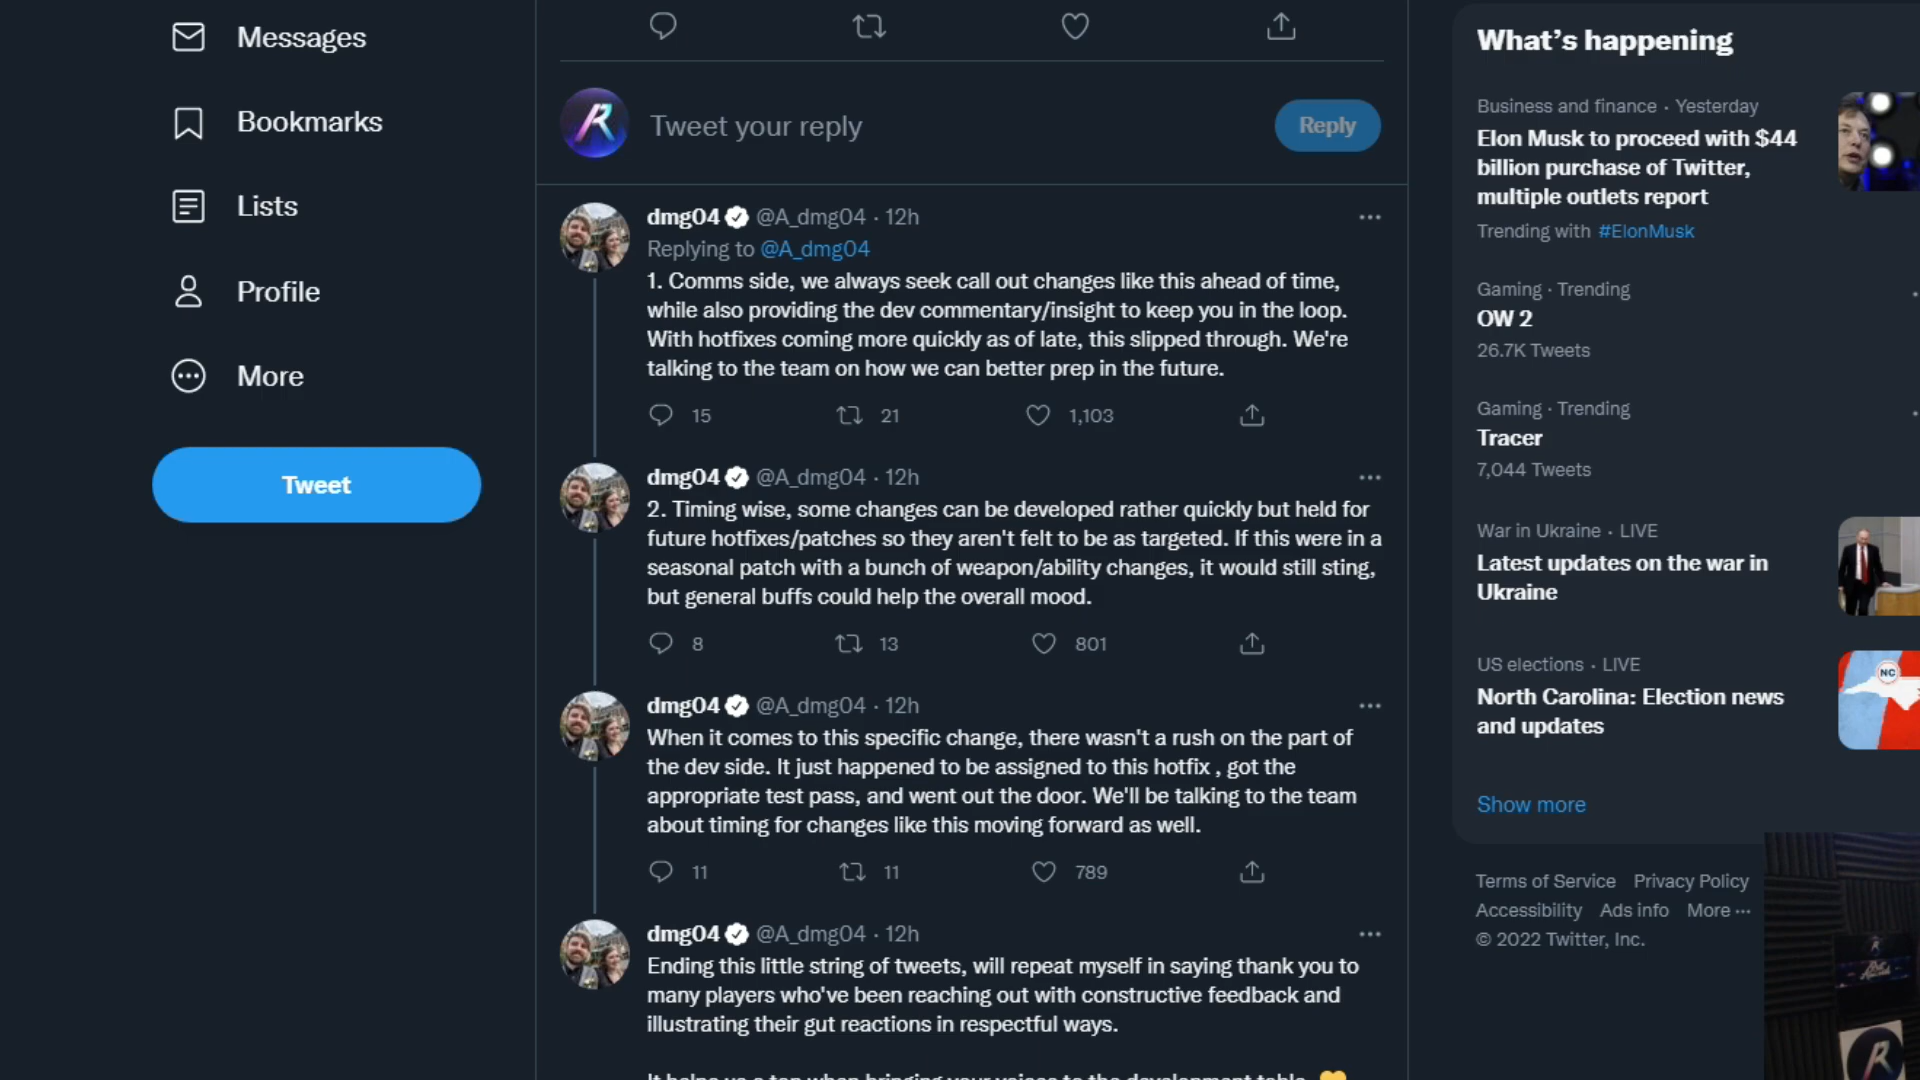 Messages
Bookmarks
Lists
Profile
More
Tweet
Tweet your reply
Reply
dmg04 @A_dmg04 · 12h
Replying to @A_dmg04
1. Comms side, we always seek call out changes like this ahead of time,
while also providing the dev commentary/insight to keep you in the loop.
With hotfixes coming more quickly as of late, this slipped through. We're
talking to the team on how we can better prep in the future.
15 21 1,103
dmg04 @A_dmg04 · 12h
2. Timing wise, some changes can be developed rather quickly but held for
future hotfixes/patches so they aren't felt to be as targeted. If this were in a
seasonal patch with a bunch of weapon/ability changes, it would still sting,
but general buffs could help the overall mood.
8 13 801
dmg04 @A_dmg04 · 12h
When it comes to this specific change, there wasn't a rush on the part of
the dev side. It just happened to be assigned to this hotfix , got the
appropriate test pass, and went out the door. We'll be talking to the team
about timing for changes like this moving forward as well.
11 11 789
dmg04 @A_dmg04 · 12h
Ending this little string of tweets, will repeat myself in saying thank you to
many players who've been reaching out with constructive feedback and
illustrating their gut reactions in respectful ways.
It helps us a ton when bringing your voices to the development table.
What's happening
Business and finance · Yesterday
Elon Musk to proceed with $44
billion purchase of Twitter,
multiple outlets report
Trending with #ElonMusk
Gaming · Trending
OW 2
26.7K Tweets
Gaming · Trending
Tracer
7,044 Tweets
War in Ukraine · LIVE
Latest updates on the war in
Ukraine
US elections · LIVE
North Carolina: Election news
and updates
NC
Show more
Terms of Service Privacy Policy
Accessibility Ads info More ···
© 2022 Twitter, Inc.